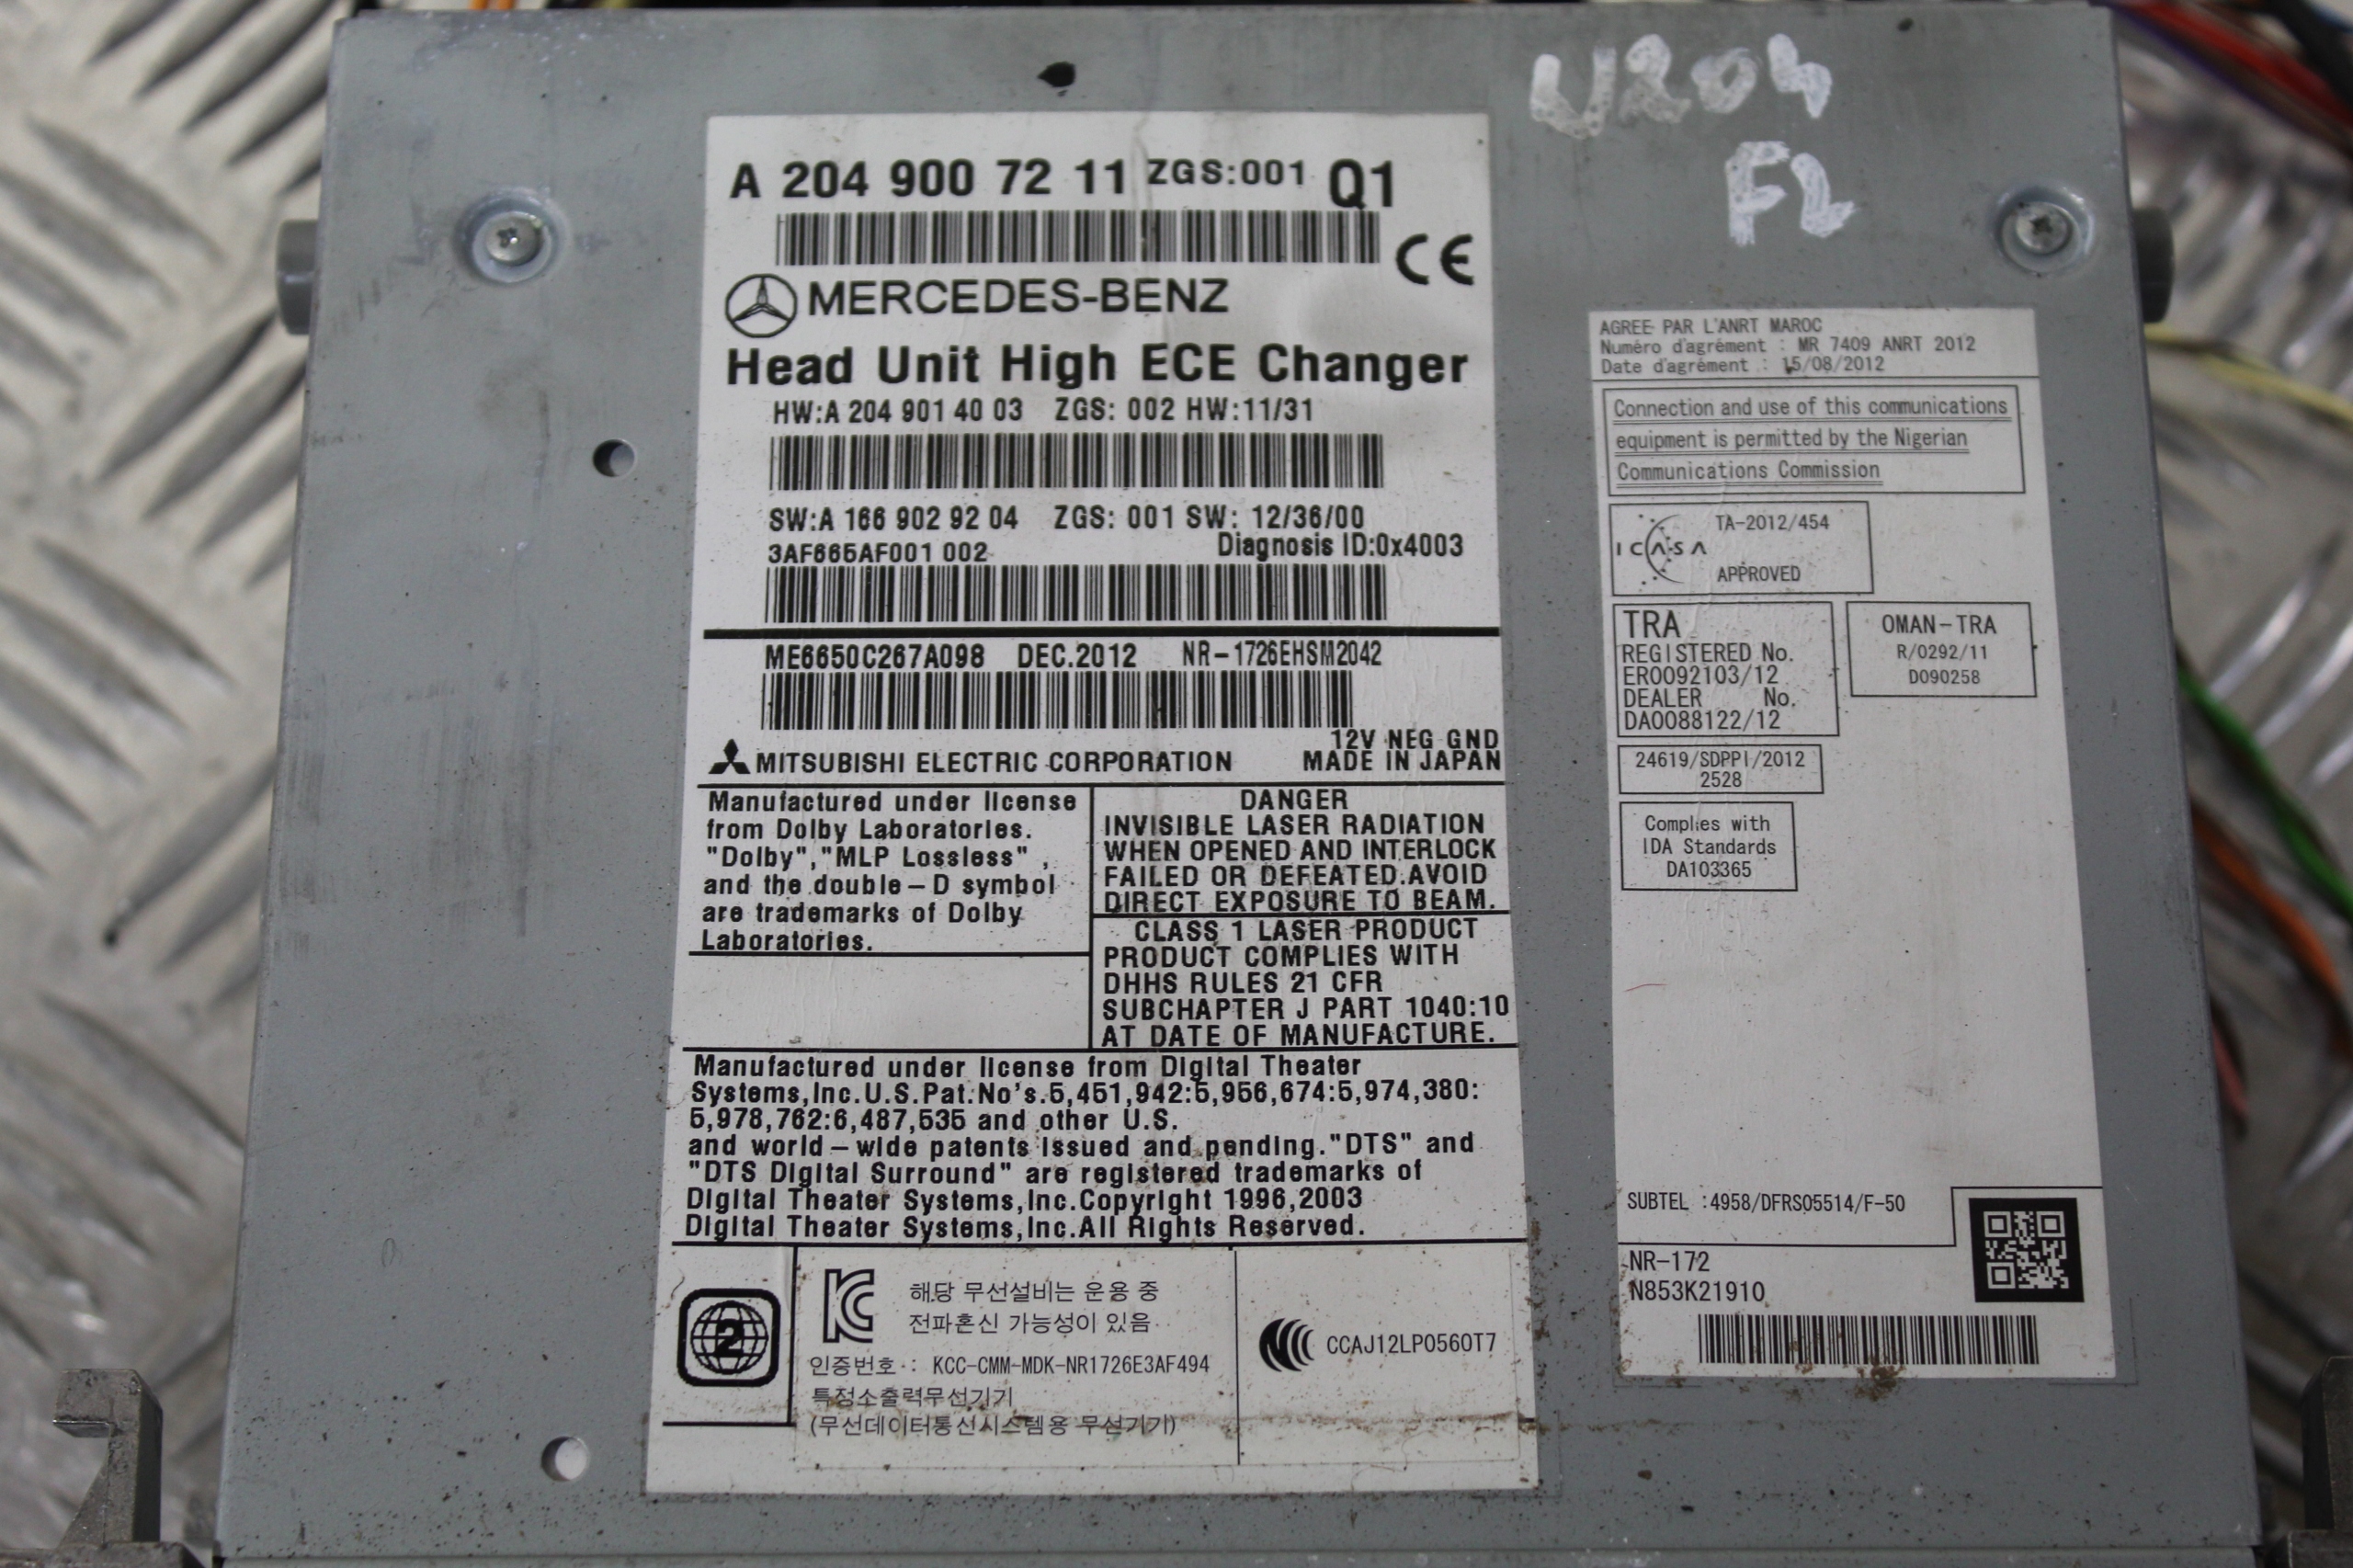 U204
FL
A 204 900 72 11 ZGS:001 Q1
CE
MERCEDES-BENZ
Head Unit High ECE Changer
HW:A 204 901 40 03 ZGS: 002 HW:11/31
SW:A 166 902 92 04 ZGS: 001 SW: 12/36/00
3AF665AF001 002 Diagnosis ID:0x4003
ME6650C267A098 DEC.2012 NR-1726EHSM2042
12V NEG GND
MITSUBISHI ELECTRIC CORPORATION MADE IN JAPAN
Manufactured under license
from Dolby Laboratories.
"Dolby","MLP Lossless" ,
and the double-D symbol
are trademarks of Dolby
Laboratories.
DANGER
INVISIBLE LASER RADIATION
WHEN OPENED AND INTERLOCK
FAILED OR DEFEATED.AVOID
DIRECT EXPOSURE TO BEAM.
CLASS 1 LASER PRODUCT
PRODUCT COMPLIES WITH
DHHS RULES 21 CFR
SUBCHAPTER J PART 1040:10
AT DATE OF MANUFACTURE.
Manufactured under license from Digital Theater
Systems,Inc.U.S.Pat.No's.5,451,942:5,956,674:5,974,380:
5,978,762:6,487,535 and other U.S.
and world-wide patents issued and pending."DTS" and
"DTS Digital Surround" are registered trademarks of
Digital Theater Systems,Inc.Copyright 1996,2003
Digital Theater Systems,Inc.All Rights Reserved.
2
해당 무선설비는 운용 중
전파혼신 가능성이 있음
인증번호 : KCC-CMM-MDK-NR1726E3AF494
특정소출력무선기기
(무선데이터통신시스템용 무선기기)
CCAJ12LP0560T7
AGREE PAR L'ANRT MAROC
Numéro d'agrément : MR 7409 ANRT 2012
Date d'agrément : 15/08/2012
Connection and use of this communications
equipment is permitted by the Nigerian
Communications Commission
ICASA
TA-2012/454
APPROVED
TRA
REGISTERED No.
ER0092103/12
DEALER No.
DA0088122/12
OMAN-TRA
R/0292/11
D090258
24619/SDPPI/2012
2528
Complies with
IDA Standards
DA103365
SUBTEL :4958/DFRS05514/F-50
NR-172
N853K21910